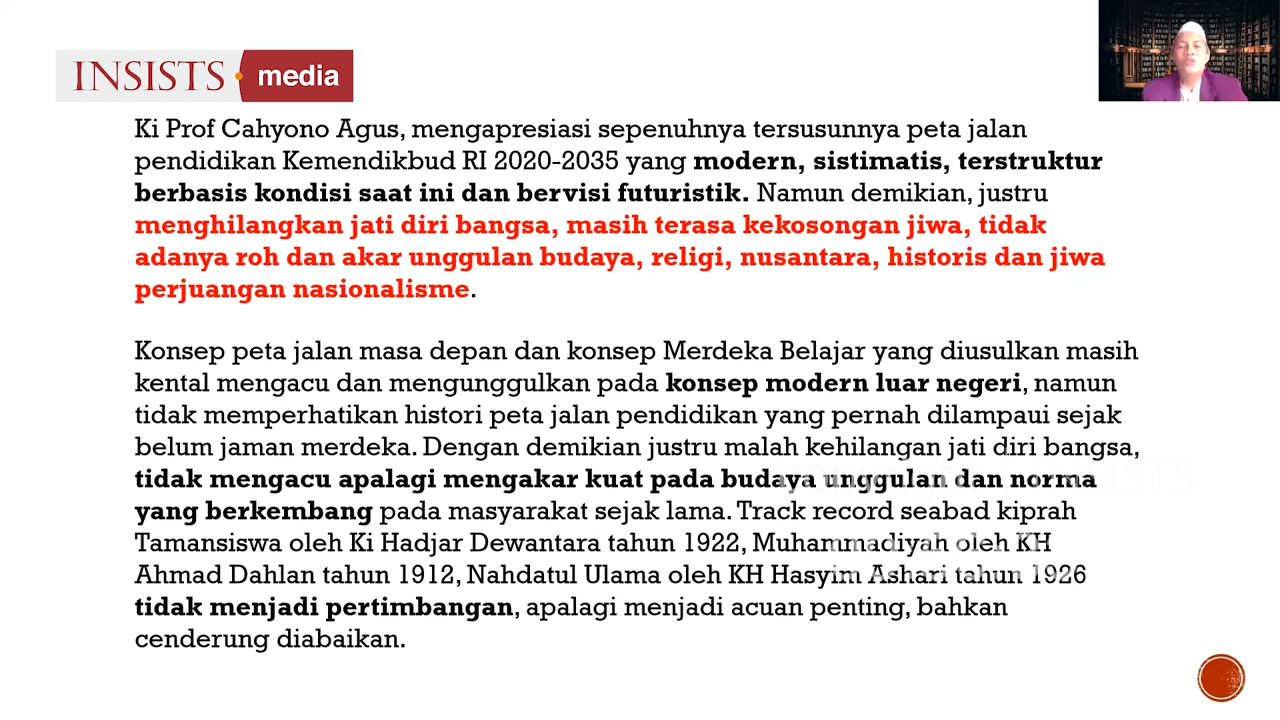 INSISTS media
Ki Prof Cahyono Agus, mengapresiasi sepenuhnya tersusunnya peta jalan
pendidikan Kemendikbud RI 2020-2035 yang modern, sistimatis, terstruktur
berbasis kondisi saat ini dan bervisi futuristik. Namun demikian, justru
menghilangkan jati diri bangsa, masih terasa kekosongan jiwa, tidak
adanya roh dan akar unggulan budaya, religi, nusantara, historis dan jiwa
perjuangan nasionalisme.
Konsep peta jalan masa depan dan konsep Merdeka Belajar yang diusulkan masih
kental mengacu dan mengunggulkan pada konsep modern luar negeri, namun
tidak memperhatikan histori peta jalan pendidikan yang pernah dilampaui sejak
belum jaman merdeka. Dengan demikian justru malah kehilangan jati diri bangsa,
tidak mengacu apalagi mengakar kuat pada budaya unggulan dan norma
yang berkembang pada masyarakat sejak lama. Track record seabad kiprah
Tamansiswa oleh Ki Hadjar Dewantara tahun 1922, Muhammadiyah oleh KH
Ahmad Dahlan tahun 1912, Nahdatul Ulama oleh KH Hasyim Ashari tahun 1926
tidak menjadi pertimbangan, apalagi menjadi acuan penting, bahkan
cenderung diabaikan.